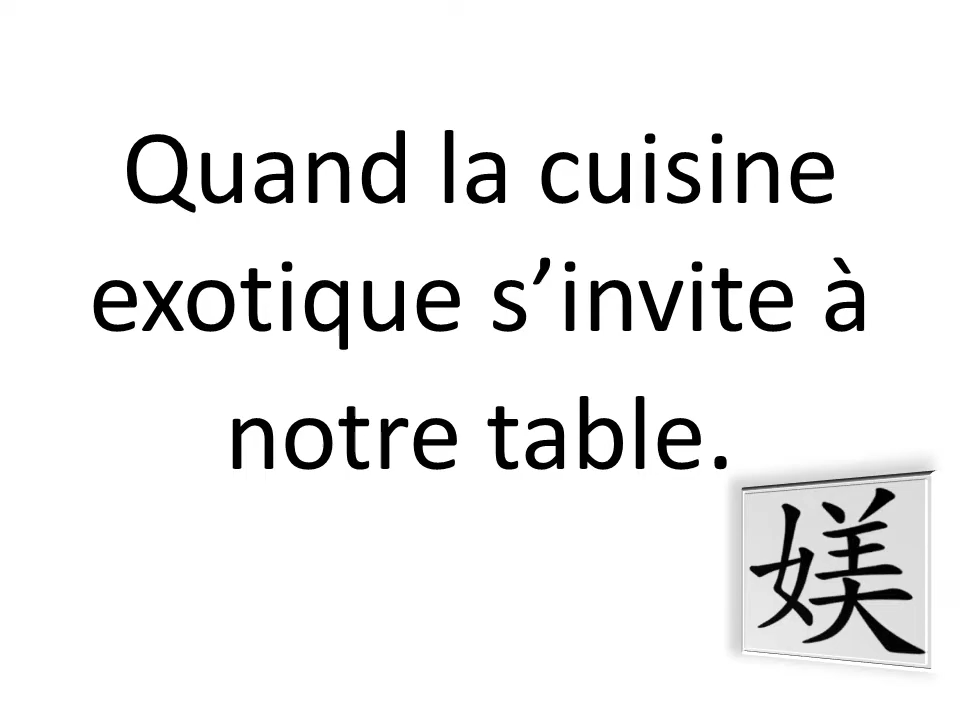 Quand la cuisine
exotique s’invite à
notre table.
媄